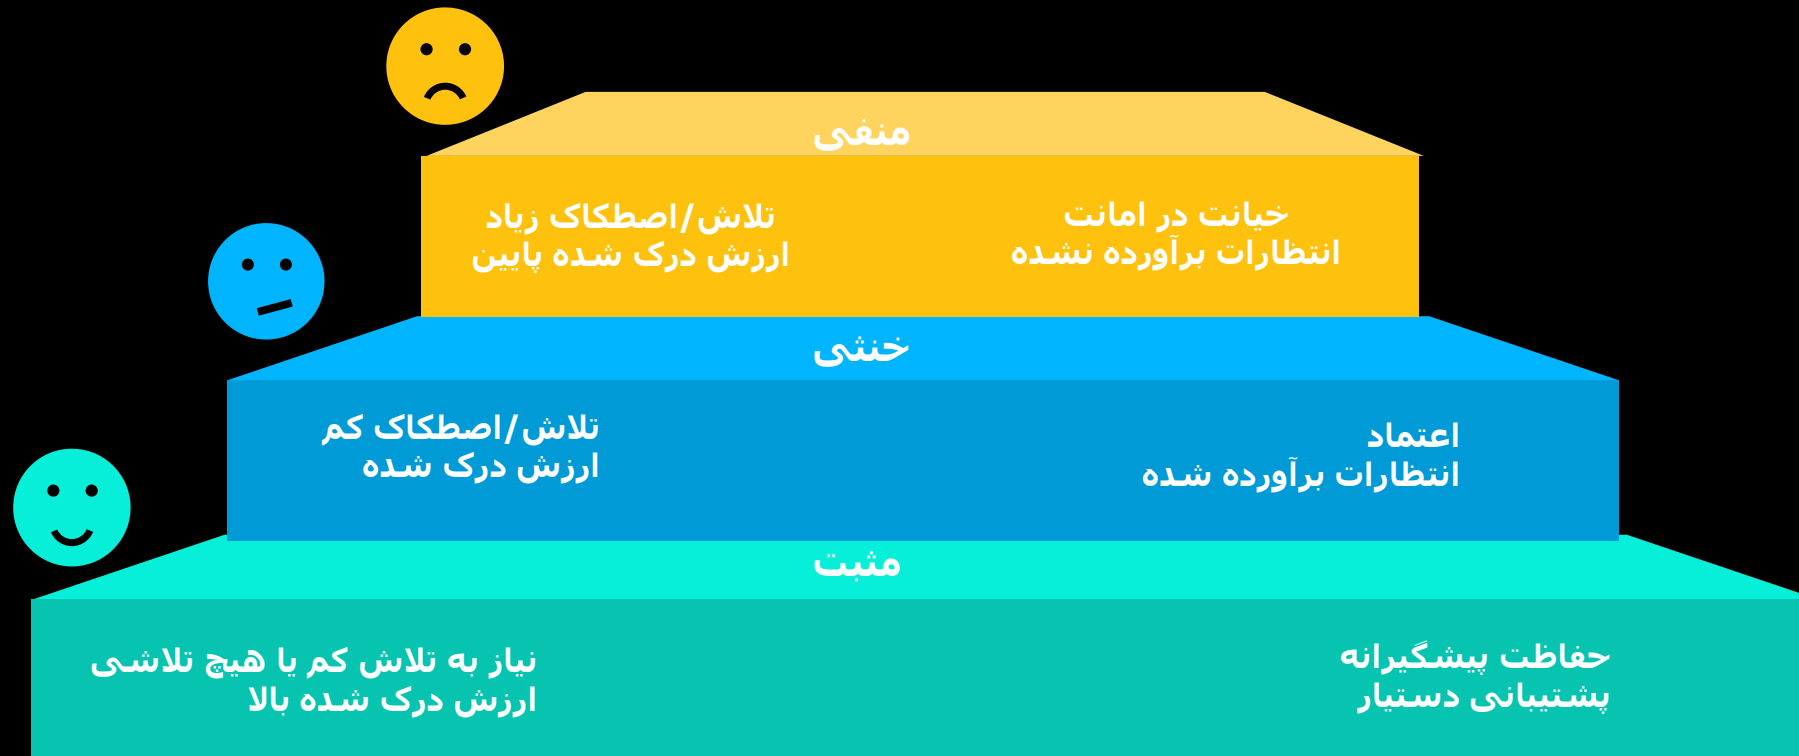 منفی
خیانت در امانت
انتظارات برآورده نشده
تلاش/اصطکاک زیاد
ارزش درک شده پایین
خنثی
اعتماد
انتظارات برآورده شده
تلاش/اصطکاک کم
ارزش درک شده
مثبت
حفاظت پیشگیرانه
پشتیبانی دستیار
نیاز به تلاش کم یا هیچ تلاشی
ارزش درک شده بالا